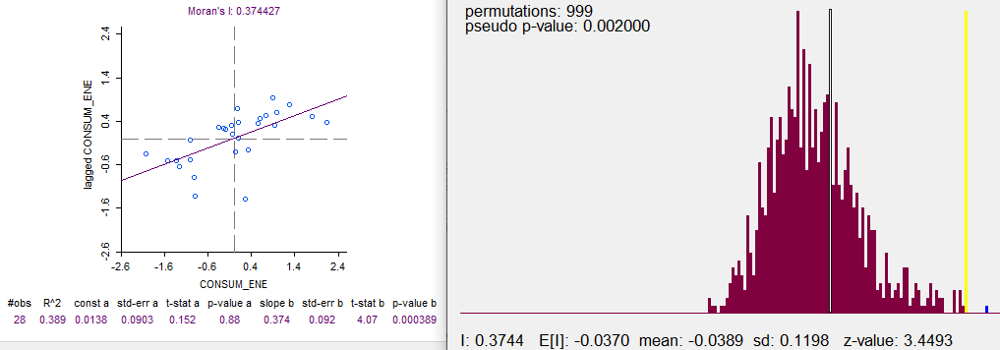 Moran's I: 0.374427
2.4
1.4
0.4
-0.6
-1.6
-2.6
lagged CONSUM_ENE
-2.6 -1.6 -0.6 0.4 1.4 2.4
CONSUM_ENE
#obs R^2 const a std-err a t-stat a p-value a slope b std-err b t-stat b p-value b
28 0.389 0.0138 0.0903 0.152 0.88 0.374 0.092 4.07 0.000389
permutations: 999
pseudo p-value: 0.002000
I: 0.3744 E[I]: -0.0370 mean: -0.0389 sd: 0.1198 z-value: 3.4493